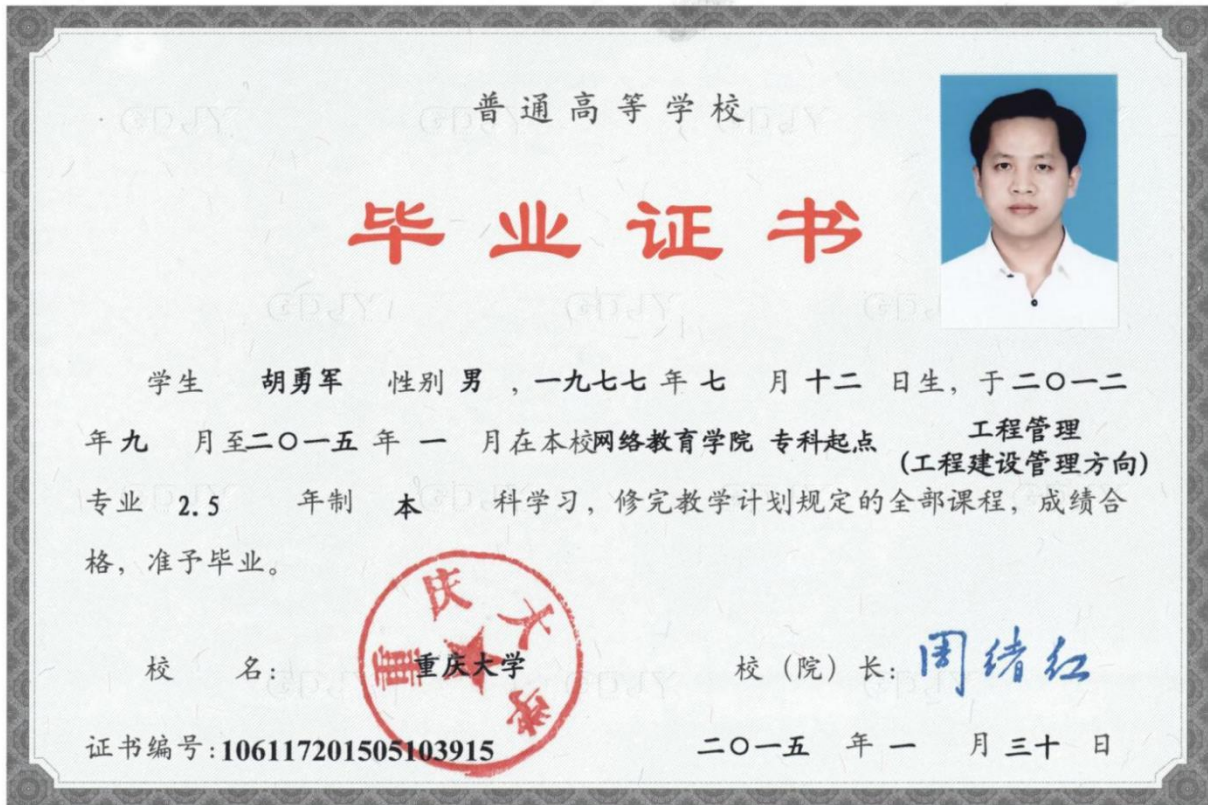 普通高等学校
毕业证书
学生 胡勇军 性别 男 ，一九七七 年 七 月 十二 日生，于 二〇一二
年 九 月至 二〇一五 年 一 月在本校 网络教育学院 专科起点 工程管理
(工程建设管理方向)
专业 2.5 年制 本 科学习，修完教学计划规定的全部课程，成绩合
格，准予毕业。
重庆大学
校 名： 重庆大学 校（院）长：周绪红
证书编号：106117201505103915 二〇一五 年 一 月 三十 日